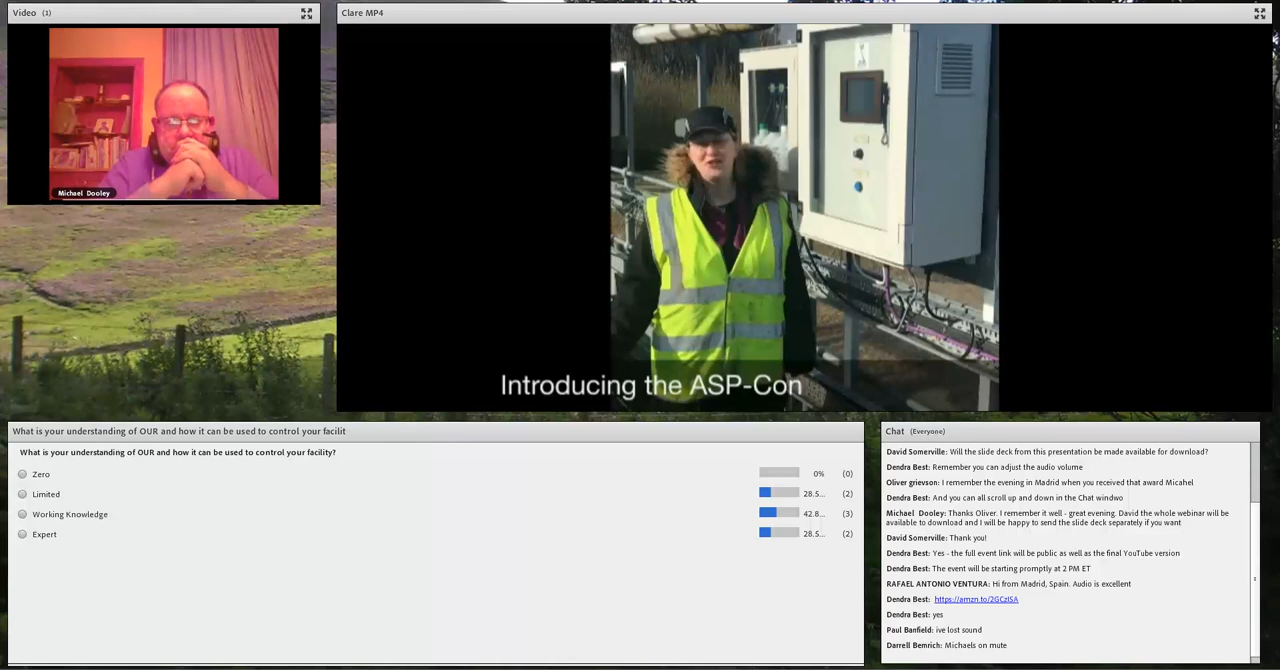 Video (1)
Michael Dooley
Clare MP4
Introducing the ASP-Con
What is your understanding of OUR and how it can be used to control your facilit
What is your understanding of OUR and how it can be used to control your facility?
Zero 0% (0)
Limited 28.5... (2)
Working Knowledge 42.8... (3)
Expert 28.5... (2)
Chat (Everyone)
David Somerville: Will the slide deck from this presentation be made available for download?
Dendra Best: Remember you can adjust the audio volume
Oliver grievson: I remember the evening in Madrid when you received that award Micahel
Dendra Best: And you can all scroll up and down in the Chat windwo
Michael Dooley: Thanks Oliver. I remember it well - great evening. David the whole webinar will be
available to download and I will be happy to send the slide deck separately if you want
David Somerville: Thank you!
Dendra Best: Yes - the full event link will be public as well as the final YouTube version
Dendra Best: The event will be starting promptly at 2 PM ET
RAFAEL ANTONIO VENTURA: Hi from Madrid, Spain. Audio is excellent
Dendra Best: https://amzn.to/2GCzISA
Dendra Best: yes
Paul Banfield: ive lost sound
Darrell Bemrich: Michaels on mute